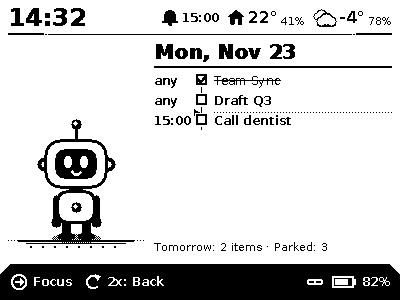 14:32 15:00 22° 41% -4° 78%
Mon, Nov 23
any Team Sync
any Draft Q3
15:00 Call dentist
Tomorrow: 2 items · Parked: 3
Focus 2x: Back 82%